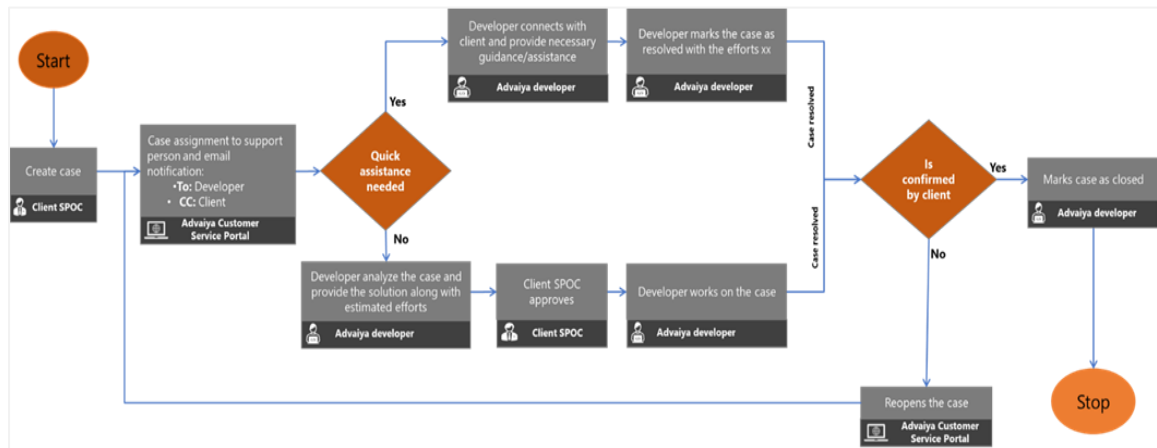 Start
Create case
Client SPOC
Case assignment to support
person and email
notification:
•To: Developer
• CC: Client
Advaiya Customer
Service Portal
Quick
assistance
needed
Yes
Developer connects with
client and provide necessary
guidance/assistance
Advaiya developer
Developer marks the case as
resolved with the efforts xx
Advaiya developer
Case resolved
No
Developer analyze the case and
provide the solution along with
estimated efforts
Advaiya developer
Client SPOC
approves
Client SPOC
Developer works on the case
Advaiya developer
Case resolved
Is
confirmed
by client
Yes
Marks case as closed
Advaiya developer
Stop
No
Reopens the case
Advaiya Customer
Service Portal